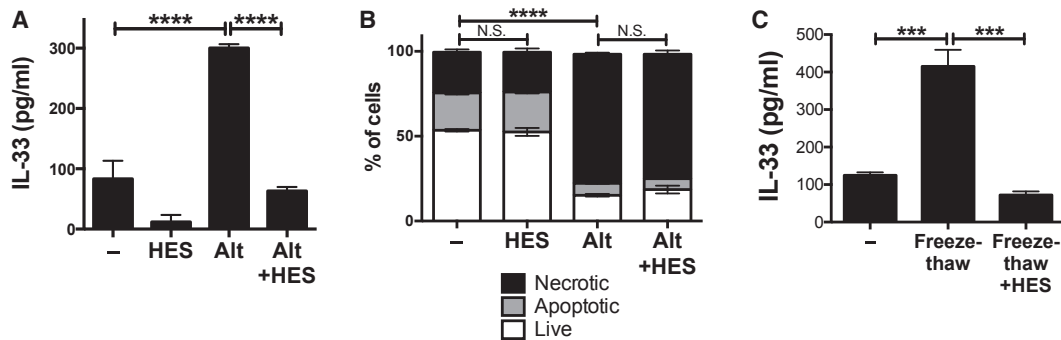 A
IL-33 (pg/ml)
300
200
100
0
****
****
–
HES
Alt
Alt
+HES
B
% of cells
100
50
0
****
N.S.
N.S.
–
HES
Alt
Alt
+HES
Necrotic
Apoptotic
Live
C
IL-33 (pg/ml)
500
400
300
200
100
0
***
***
–
Freeze-
thaw
Freeze-
thaw
+HES